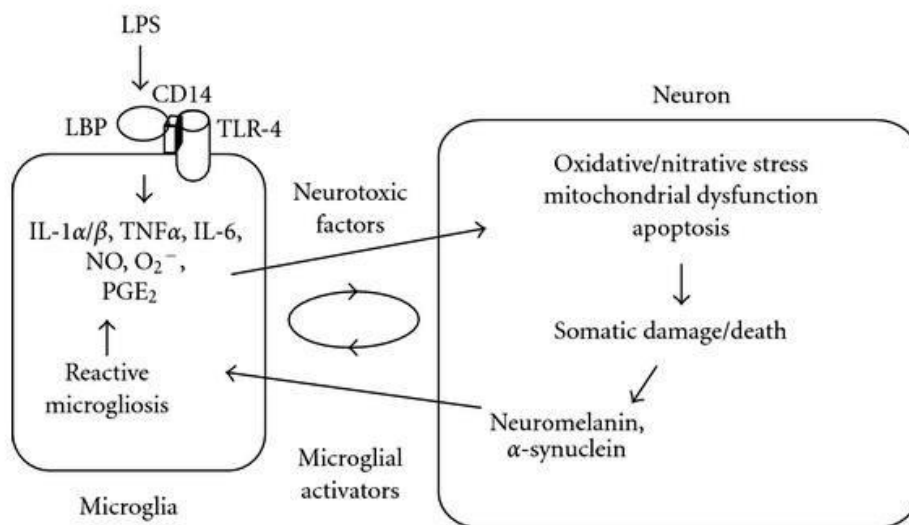 LPS
CD14
LBP
TLR-4
IL-1α/β, TNFα, IL-6,
NO, O₂⁻,
PGE₂
Reactive
microgliosis
Microglia
Neurotoxic
factors
Microglial
activators
Neuron
Oxidative/nitrative stress
mitochondrial dysfunction
apoptosis
Somatic damage/death
Neuromelanin,
α-synuclein